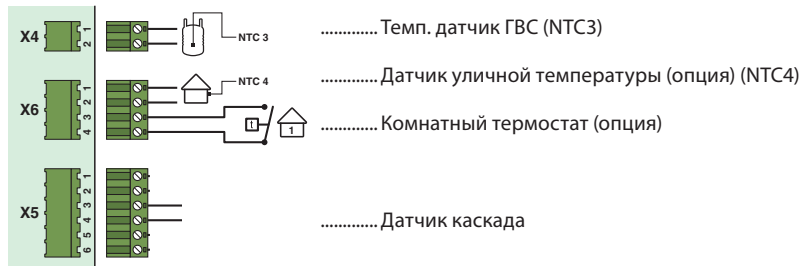 X4 1 2 NTC 3 ............. Темп. датчик ГВС (NTC3)
X6 1 2 3 4 NTC 4 ............. Датчик уличной температуры (опция) (NTC4)
t 1 ............. Комнатный термостат (опция)
X5 1 2 3 4 5 6 ............. Датчик каскада